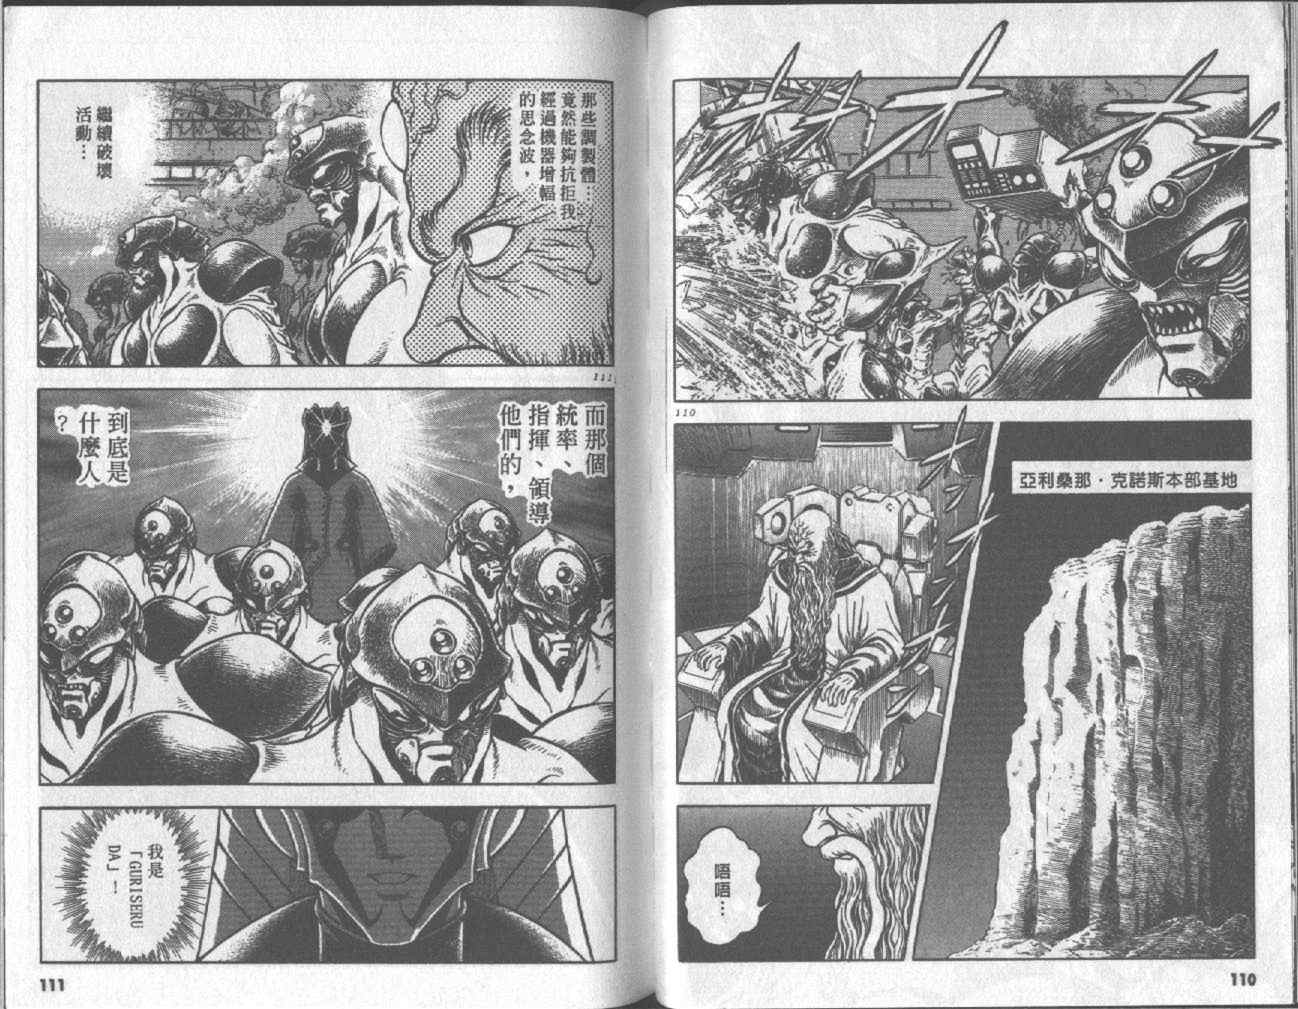 110
亞利桑那・克諾斯本部基地
唔唔…
110
那些調製體…
竟然能夠抗拒我
經過機器增幅
的思念波，
繼續破壞
活動…
111
而那個
統率、
指揮、領導
他們的，
到底是
什麼人
？
我是
「GURISERU
DA」！
111